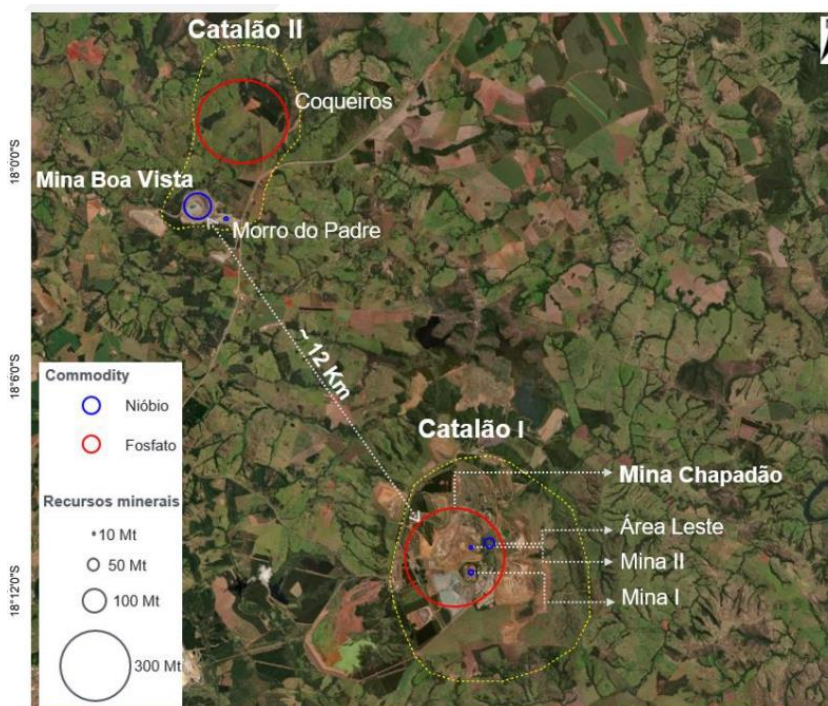 Catalão II
Coqueiros
18°0'0"S
Mina Boa Vista
Morro do Padre
~ 12 Km
18°6'0"S
Commodity
Nióbio
Fosfato
Recursos minerais
10 Mt
50 Mt
100 Mt
300 Mt
Catalão I
Mina Chapadão
Área Leste
Mina II
Mina I
18°12'0"S